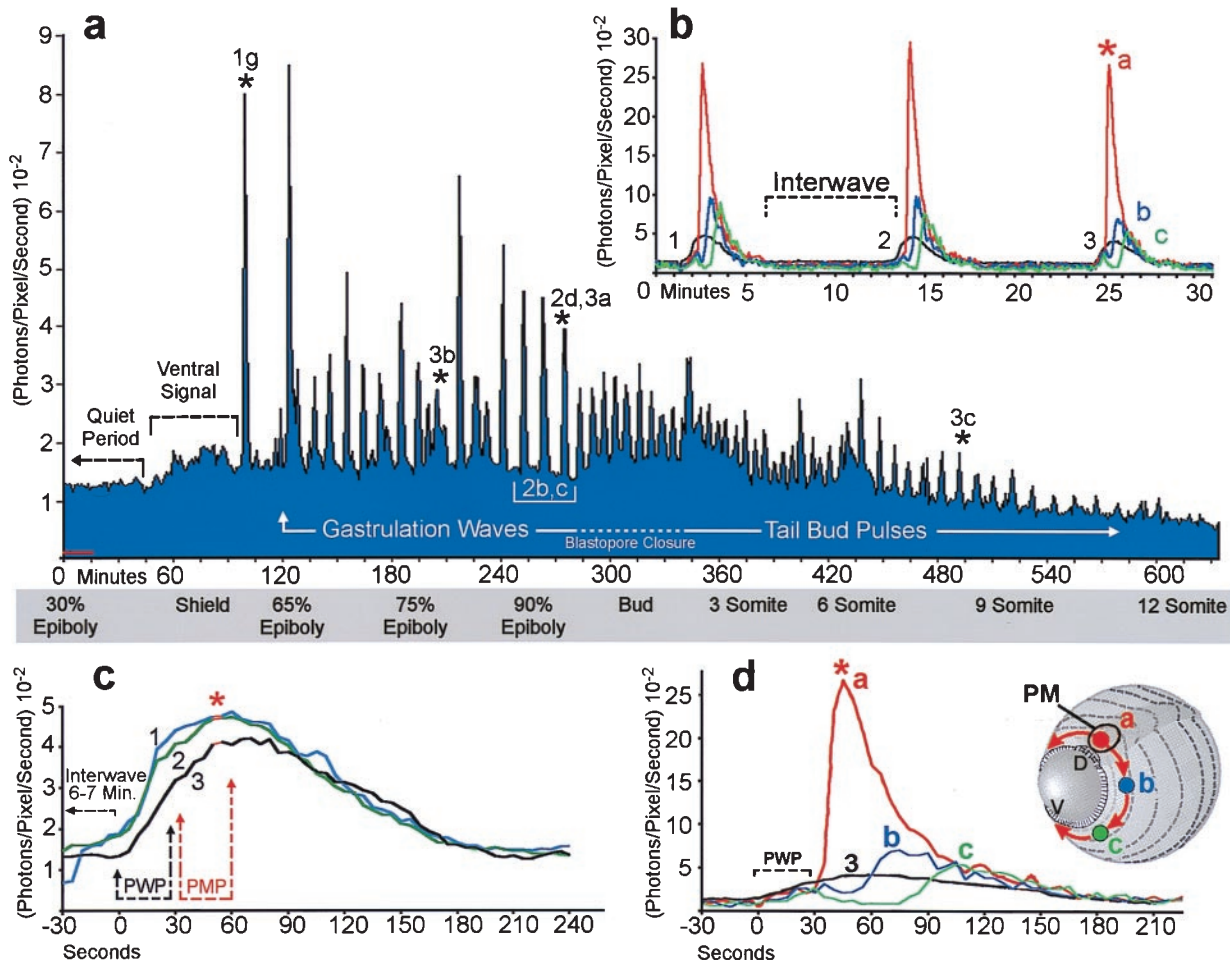 a
(Photons/Pixel/Second) 10-2
9
8
7
6
5
4
3
2
1
1g
*
Ventral
Signal
Quiet
Period
3b
*
2d,3a
*
3c
*
2b,c
Gastrulation Waves
Blastopore Closure
Tail Bud Pulses
0 Minutes 60 120 180 240 300 360 420 480 540 600
30% Epiboly
Shield
65% Epiboly
75% Epiboly
90% Epiboly
Bud
3 Somite
6 Somite
9 Somite
12 Somite
b
(Photons/Pixel/Second) 10-2
30
25
20
15
10
5
Interwave
* a
b
c
1
2
3
0 Minutes 5 10 15 20 25 30
c
(Photons/Pixel/Second) 10-2
5
4
3
2
1
*
1
2
3
Interwave
6-7 Min.
PWP
PMP
-30 0 30 60 90 120 150 180 210 240
Seconds
d
(Photons/Pixel/Second) 10-2
25
20
15
10
5
* a
b
c
3
PWP
PM
a
D
b
V
c
-30 0 30 60 90 120 150 180 210
Seconds